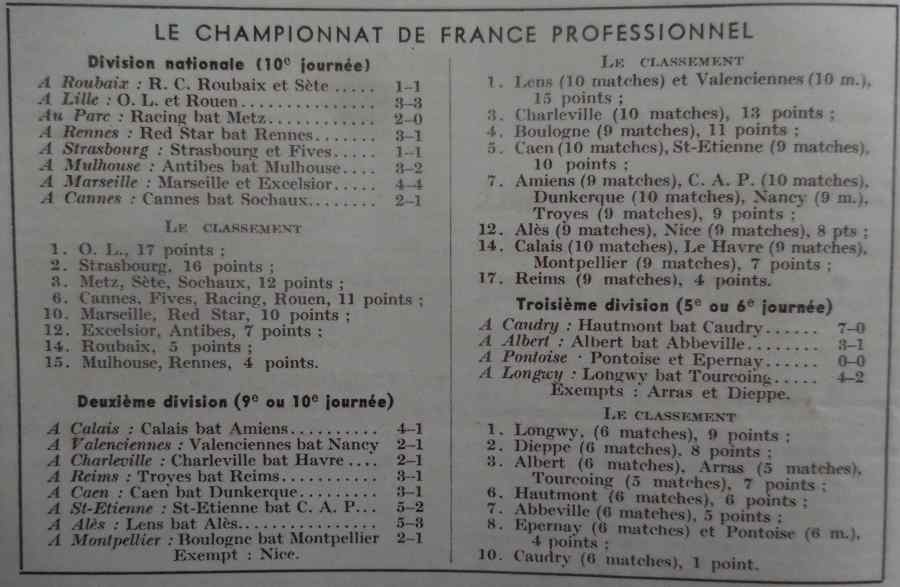 LE CHAMPIONNAT DE FRANCE PROFESSIONNEL
Division nationale (10e journée)
A Roubaix : R. C. Roubaix et Sète ..... 1-1
A Lille : O. L. et Rouen............... 3-3
Au Parc : Racing bat Metz............ 2-0
A Rennes : Red Star bat Rennes....... 3-1
A Strasbourg : Strasbourg et Fives..... 1-1
A Mulhouse : Antibes bat Mulhouse.... 3-2
A Marseille : Marseille et Excelsior..... 4-4
A Cannes : Cannes bat Sochaux........ 2-1
LE CLASSEMENT
1. O. L., 17 points ;
2. Strasbourg, 16 points ;
3. Metz, Sète, Sochaux, 12 points ;
6. Cannes, Fives, Racing, Rouen, 11 points ;
10. Marseille, Red Star, 10 points ;
12. Excelsior, Antibes, 7 points ;
14. Roubaix, 5 points ;
15. Mulhouse, Rennes, 4 points.
Deuxième division (9e ou 10e journée)
A Calais : Calais bat Amiens.......... 4-1
A Valenciennes : Valenciennes bat Nancy 2-1
A Charleville : Charleville bat Havre .... 2-1
A Reims : Troyes bat Reims........... 3-1
A Caen : Caen bat Dunkerque......... 3-1
A St-Etienne : St-Etienne bat C. A. P... 5-2
A Alès : Lens bat Alès............... 5-3
A Montpellier : Boulogne bat Montpellier 2-1
Exempt : Nice.
LE CLASSEMENT
1. Lens (10 matches) et Valenciennes (10 m.),
15 points ;
3. Charleville (10 matches), 13 points ;
4. Boulogne (9 matches), 11 points ;
5. Caen (10 matches), St-Etienne (9 matches),
10 points ;
7. Amiens (9 matches), C. A. P. (10 matches),
Dunkerque (10 matches), Nancy (9 m.),
Troyes (9 matches), 9 points ;
12. Alès (9 matches), Nice (9 matches), 8 pts ;
14. Calais (10 matches), Le Havre (9 matches),
Montpellier (9 matches), 7 points ;
17. Reims (9 matches), 4 points.
Troisième division (5e ou 6e journée)
A Caudry : Hautmont bat Caudry...... 7-0
A Albert : Albert bat Abbeville........ 3-1
A Pontoise · Pontoise et Epernay...... 0-0
A Longwy : Longwy bat Tourcoing..... 4-2
Exempts : Arras et Dieppe.
LE CLASSEMENT
1. Longwy, (6 matches), 9 points ;
2. Dieppe (6 matches), 8 points ;
3. Albert (6 matches), Arras (5 matches),
Tourcoing (5 matches), 7 points ;
6. Hautmont (6 matches), 6 points ;
7. Abbeville (6 matches), 5 points ;
8. Epernay (6 matches) et Pontoise (6 m.),
4 points ;
10. Caudry (6 matches), 1 point.